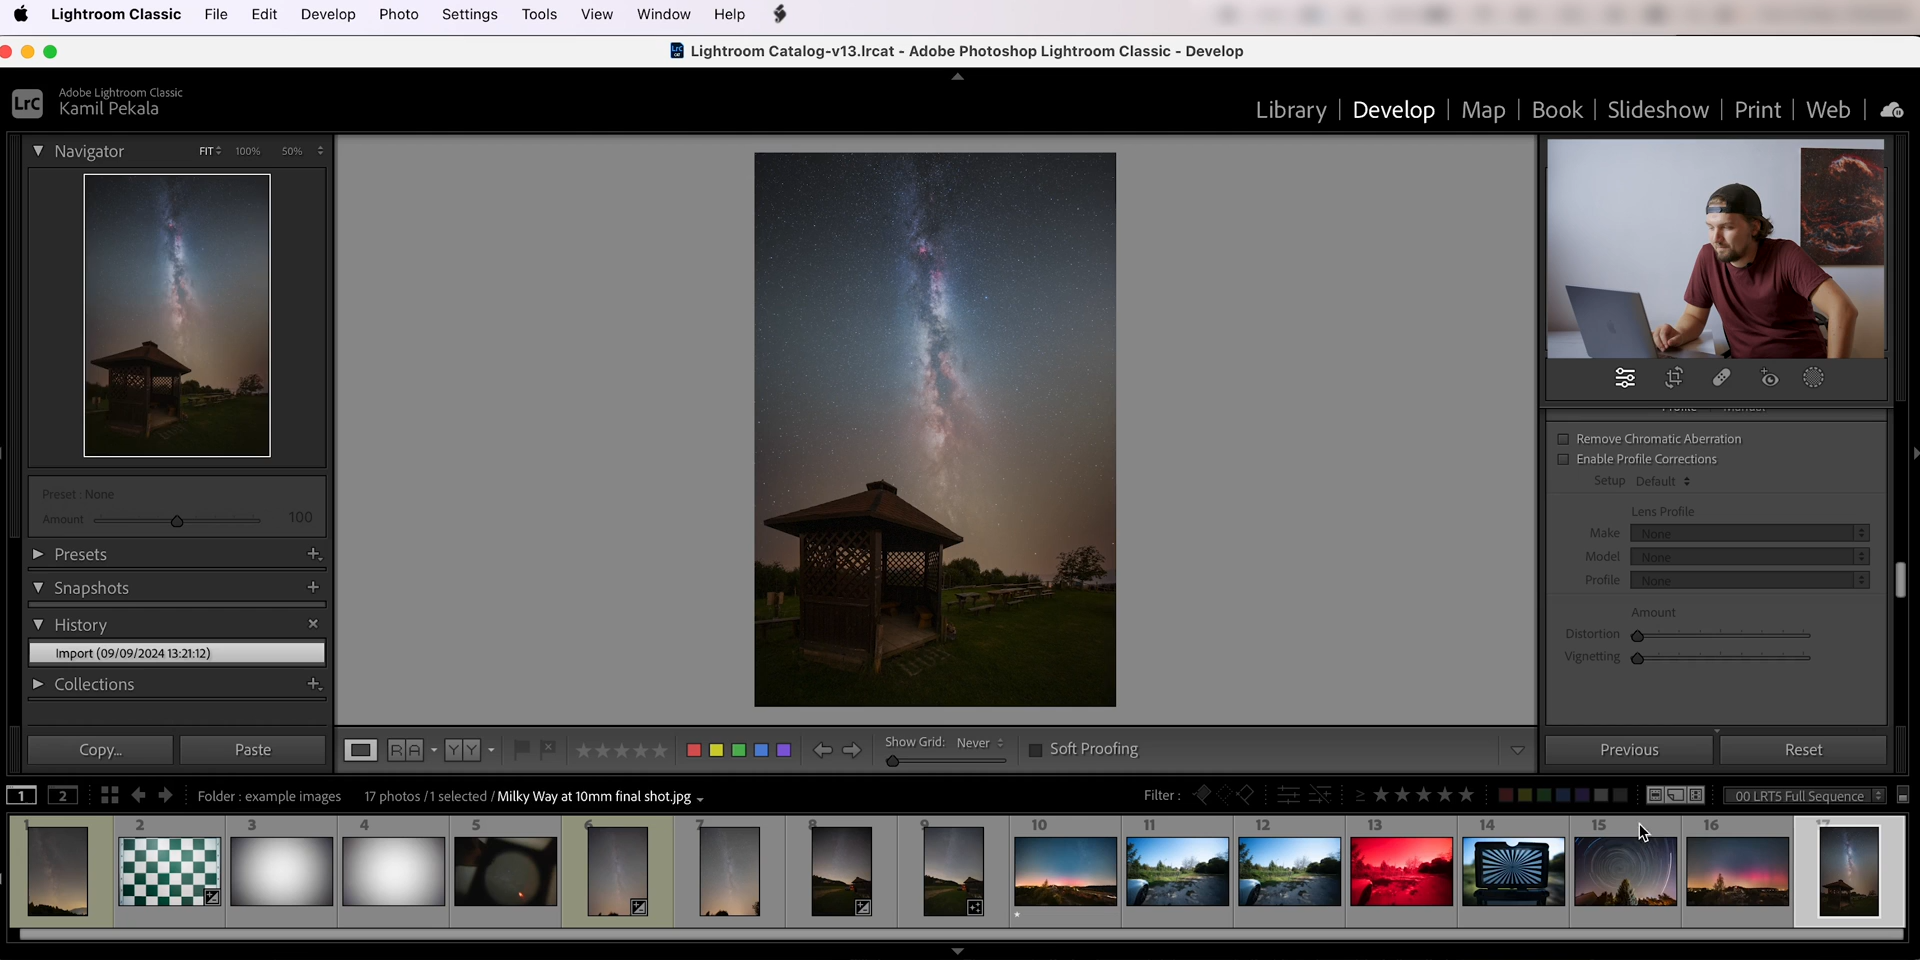 Lightroom Classic File Edit Develop Photo Settings Tools View Window Help
Lightroom Catalog-v13.lrcat - Adobe Photoshop Lightroom Classic - Develop
LrC Adobe Lightroom Classic
Kamil Pekala
Library | Develop | Map | Book | Slideshow | Print | Web |
Navigator FIT 100% 50%
Preset : None
Amount 100
Presets
Snapshots
History
Import (09/09/2024 13:21:12)
Collections
Copy... Paste
Remove Chromatic Aberration
Enable Profile Corrections
Setup Default
Lens Profile
Make None
Model None
Profile None
Amount
Distortion
Vignetting
R A Y Y Show Grid: Never Soft Proofing
Previous Reset
1 2 Folder : example images 17 photos / 1 selected / Milky Way at 10mm final shot.jpg Filter : 00 LRT5 Full Sequence
1 2 3 4 5 6 7 8 9 10 11 12 13 14 15 16 17